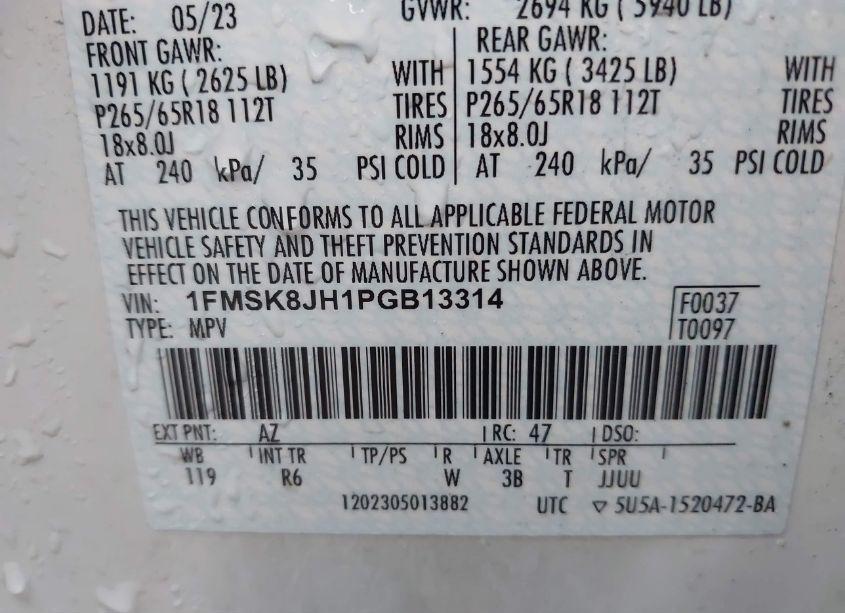 DATE: 05/23 GVWR: 2694 KG ( 5940 LB)
FRONT GAWR: REAR GAWR:
1191 KG ( 2625 LB) WITH 1554 KG ( 3425 LB) WITH
P265/65R18 112T TIRES P265/65R18 112T TIRES
18x8.0J RIMS 18x8.0J RIMS
AT 240 kPa/ 35 PSI COLD AT 240 kPa/ 35 PSI COLD
THIS VEHICLE CONFORMS TO ALL APPLICABLE FEDERAL MOTOR
VEHICLE SAFETY AND THEFT PREVENTION STANDARDS IN
EFFECT ON THE DATE OF MANUFACTURE SHOWN ABOVE.
VIN: 1FMSK8JH1PGB13314 F0037
TYPE: MPV T0097
EXT PNT: AZ RC: 47 DSO:
WB INT TR TP/PS R AXLE TR SPR
119 R6 W 3B T JJUU
1202305013882 UTC ▽ 5U5A-1520472-BA